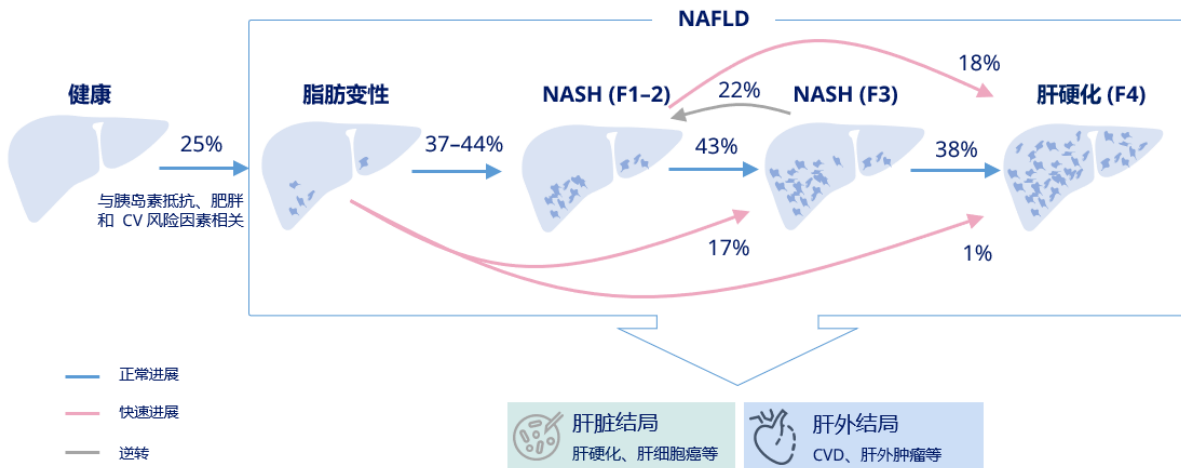 NAFLD
健康
脂肪变性
NASH (F1–2)
NASH (F3)
肝硬化 (F4)
25%
37–44%
43%
38%
22%
18%
17%
1%
与胰岛素抵抗、肥胖
和 CV 风险因素相关
正常进展
快速进展
逆转
肝脏结局
肝硬化、肝细胞癌等
肝外结局
CVD、肝外肿瘤等